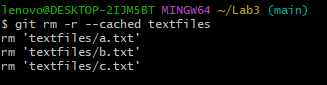 lenovo@DESKTOP-2IJM5BT MINGW64 ~/Lab3 (main)
$ git rm -r --cached textfiles
rm 'textfiles/a.txt'
rm 'textfiles/b.txt'
rm 'textfiles/c.txt'